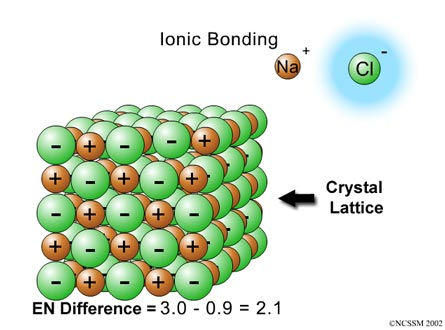 Ionic Bonding
Na +
Cl -
- + - - +
+ - + - +
- + - + -
+ - + - +
- + - + -
Crystal
Lattice
EN Difference = 3.0 - 0.9 = 2.1
©NCSSM 2002